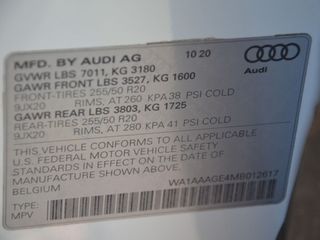 MFD. BY AUDI AG 10 20
GVWR LBS 7011, KG 3180
GAWR FRONT LBS 3527, KG 1600
FRONT-TIRES 255/50 R20
9JX20 RIMS, AT 260 KPA 38 PSI COLD
GAWR REAR LBS 3803, KG 1725
REAR-TIRES 255/50 R20
9JX20 RIMS, AT 280 KPA 41 PSI COLD
Audi
THIS VEHICLE CONFORMS TO ALL APPLICABLE
U.S. FEDERAL MOTOR VEHICLE SAFETY
STANDARDS IN EFFECT ON THE DATE OF
MANUFACTURE SHOWN ABOVE.
BELGIUM
WA1AAAGE4MB012617
TYPE:
MPV